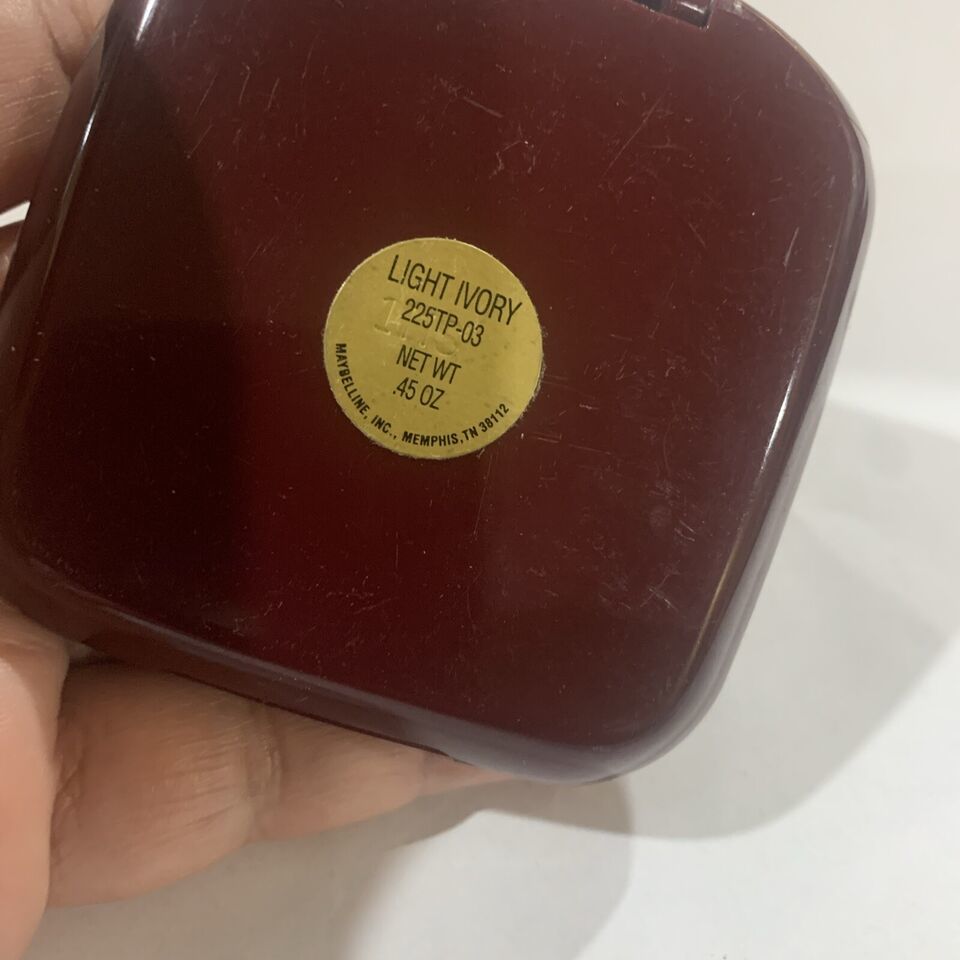 LIGHT IVORY
225TP-03
NET WT
.45 OZ
MAYBELLINE, INC., MEMPHIS, TN 38112